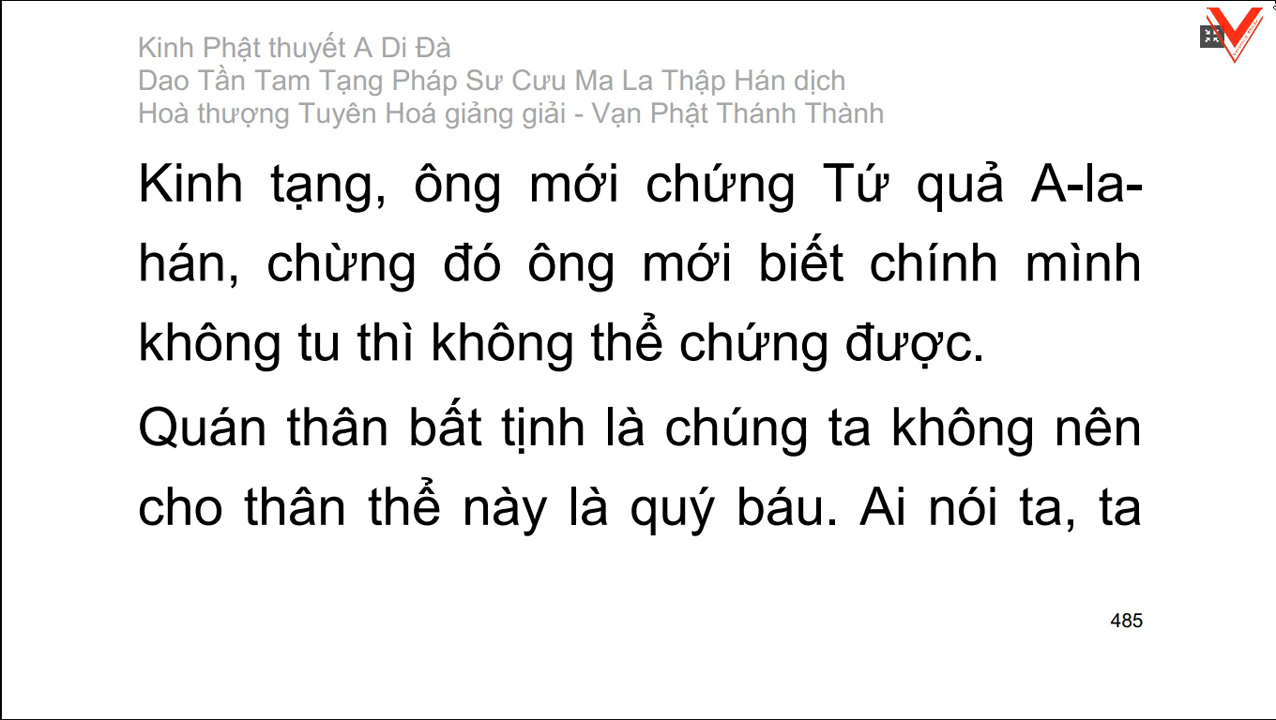 Kinh Phật thuyết A Di Đà
Dao Tần Tam Tạng Pháp Sư Cưu Ma La Thập Hán dịch
Hoà thượng Tuyên Hoá giảng giải - Vạn Phật Thánh Thành
Kinh tạng, ông mới chứng Tứ quả A-la-
hán, chừng đó ông mới biết chính mình
không tu thì không thể chứng được.
Quán thân bất tịnh là chúng ta không nên
cho thân thể này là quý báu. Ai nói ta, ta
485